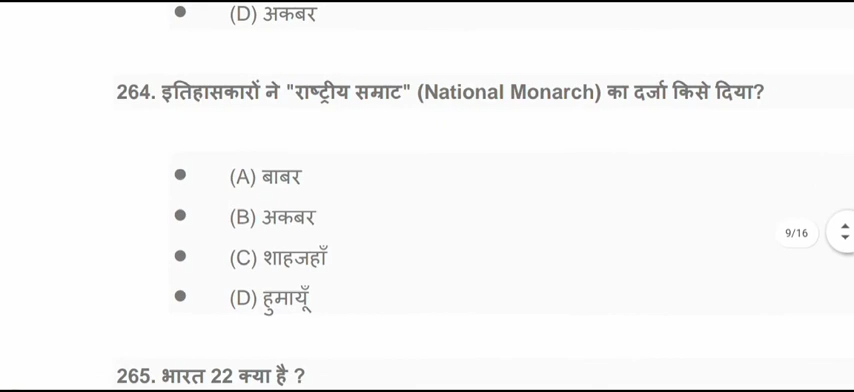 (D) अकबर
264. इतिहासकारों ने "राष्ट्रीय सम्राट" (National Monarch) का दर्जा किसे दिया?
(A) बाबर
(B) अकबर
9/16
(C) शाहजहाँ
(D) हुमायूँ
265. भारत 22 क्या है ?